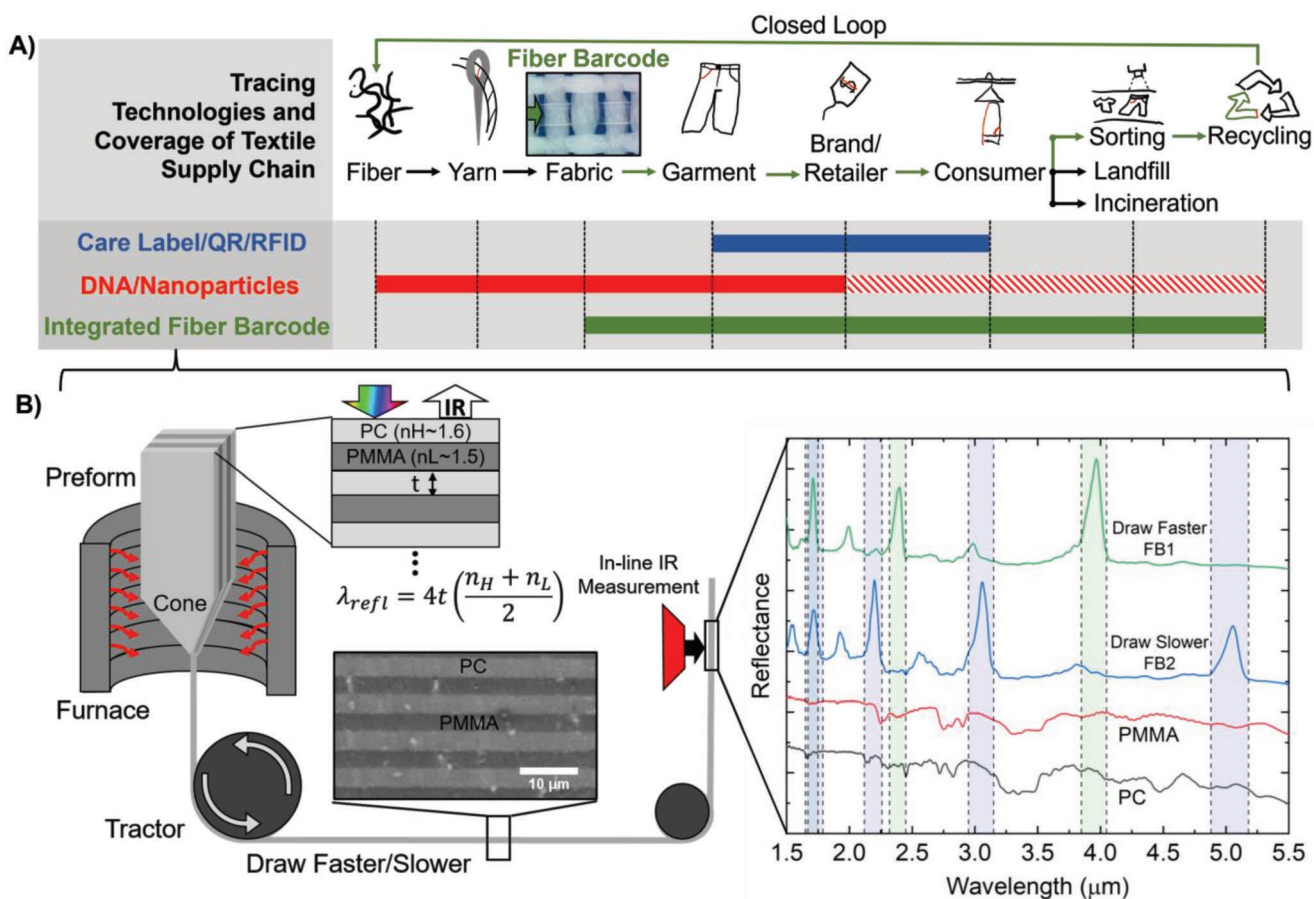 A)
Closed Loop
Tracing
Technologies and
Coverage of Textile
Supply Chain
Fiber Barcode
$
Fiber
Yarn
Fabric
Garment
Brand/
Retailer
Consumer
Sorting
Recycling
Landfill
Incineration
Care Label/QR/RFID
DNA/Nanoparticles
Integrated Fiber Barcode
B)
Preform
Cone
Furnace
Tractor
Draw Faster/Slower
IR
PC (nH~1.6)
PMMA (nL~1.5)
t
λ_refl = 4t((n_H + n_L)/2)
PC
PMMA
10 μm
In-line IR
Measurement
Reflectance
Draw Faster
FB1
Draw Slower
FB2
PMMA
PC
1.5 2.0 2.5 3.0 3.5 4.0 4.5 5.0 5.5
Wavelength (μm)